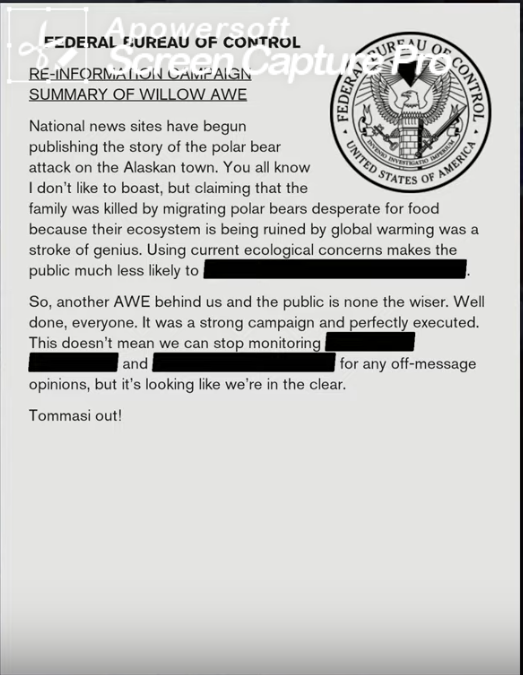 Apowersoft
Screen Capture Pro
FEDERAL BUREAU OF CONTROL
RE-INFORMATION CAMPAIGN
SUMMARY OF WILLOW AWE
FEDERAL BUREAU OF CONTROL
INVENIO INVESTIGATIO IMPERIUM
UNITED STATES OF AMERICA
National news sites have begun
publishing the story of the polar bear
attack on the Alaskan town. You all know
I don't like to boast, but claiming that the
family was killed by migrating polar bears desperate for food
because their ecosystem is being ruined by global warming was a
stroke of genius. Using current ecological concerns makes the
public much less likely to .
So, another AWE behind us and the public is none the wiser. Well
done, everyone. It was a strong campaign and perfectly executed.
This doesn't mean we can stop monitoring
and for any off-message
opinions, but it's looking like we're in the clear.
Tommasi out!